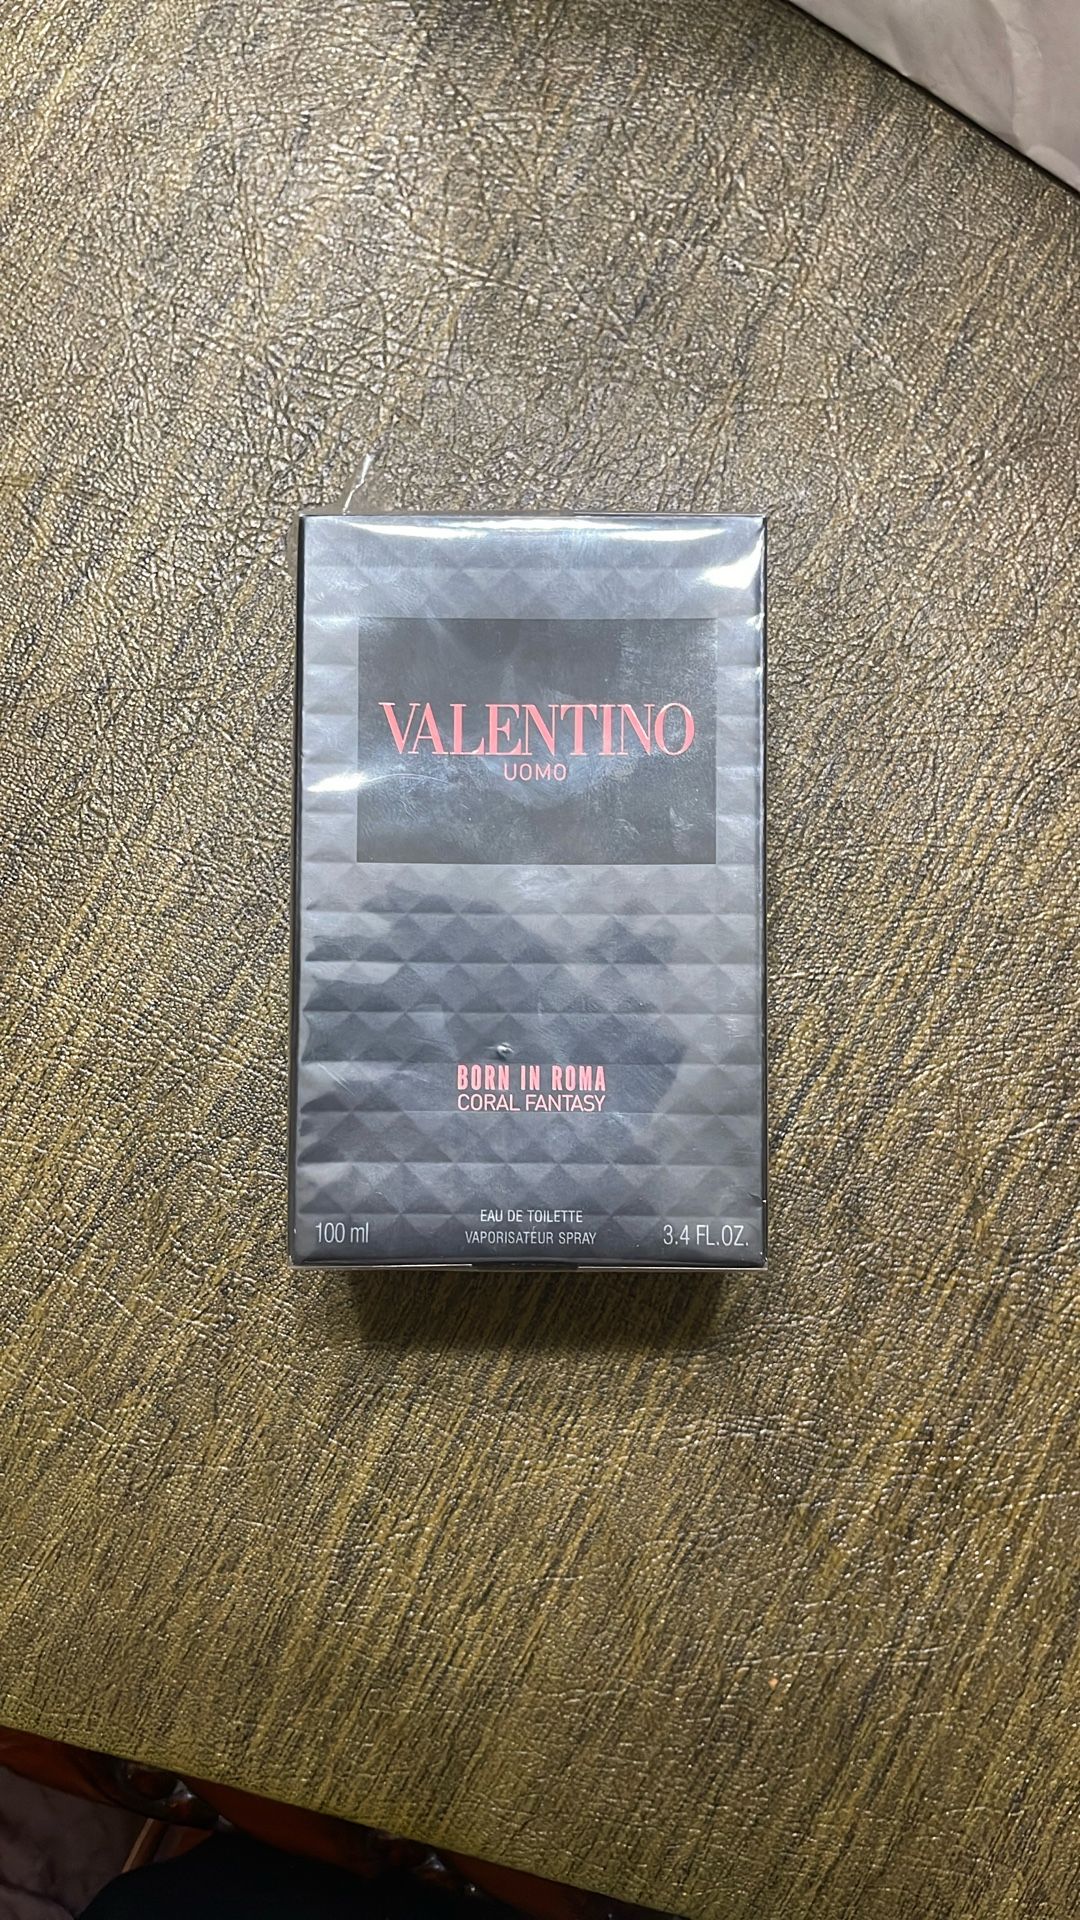 VALENTINO
UOMO
BORN IN ROMA
CORAL FANTASY
EAU DE TOILETTE
100 ml VAPORISATEUR SPRAY 3.4 FL.OZ.